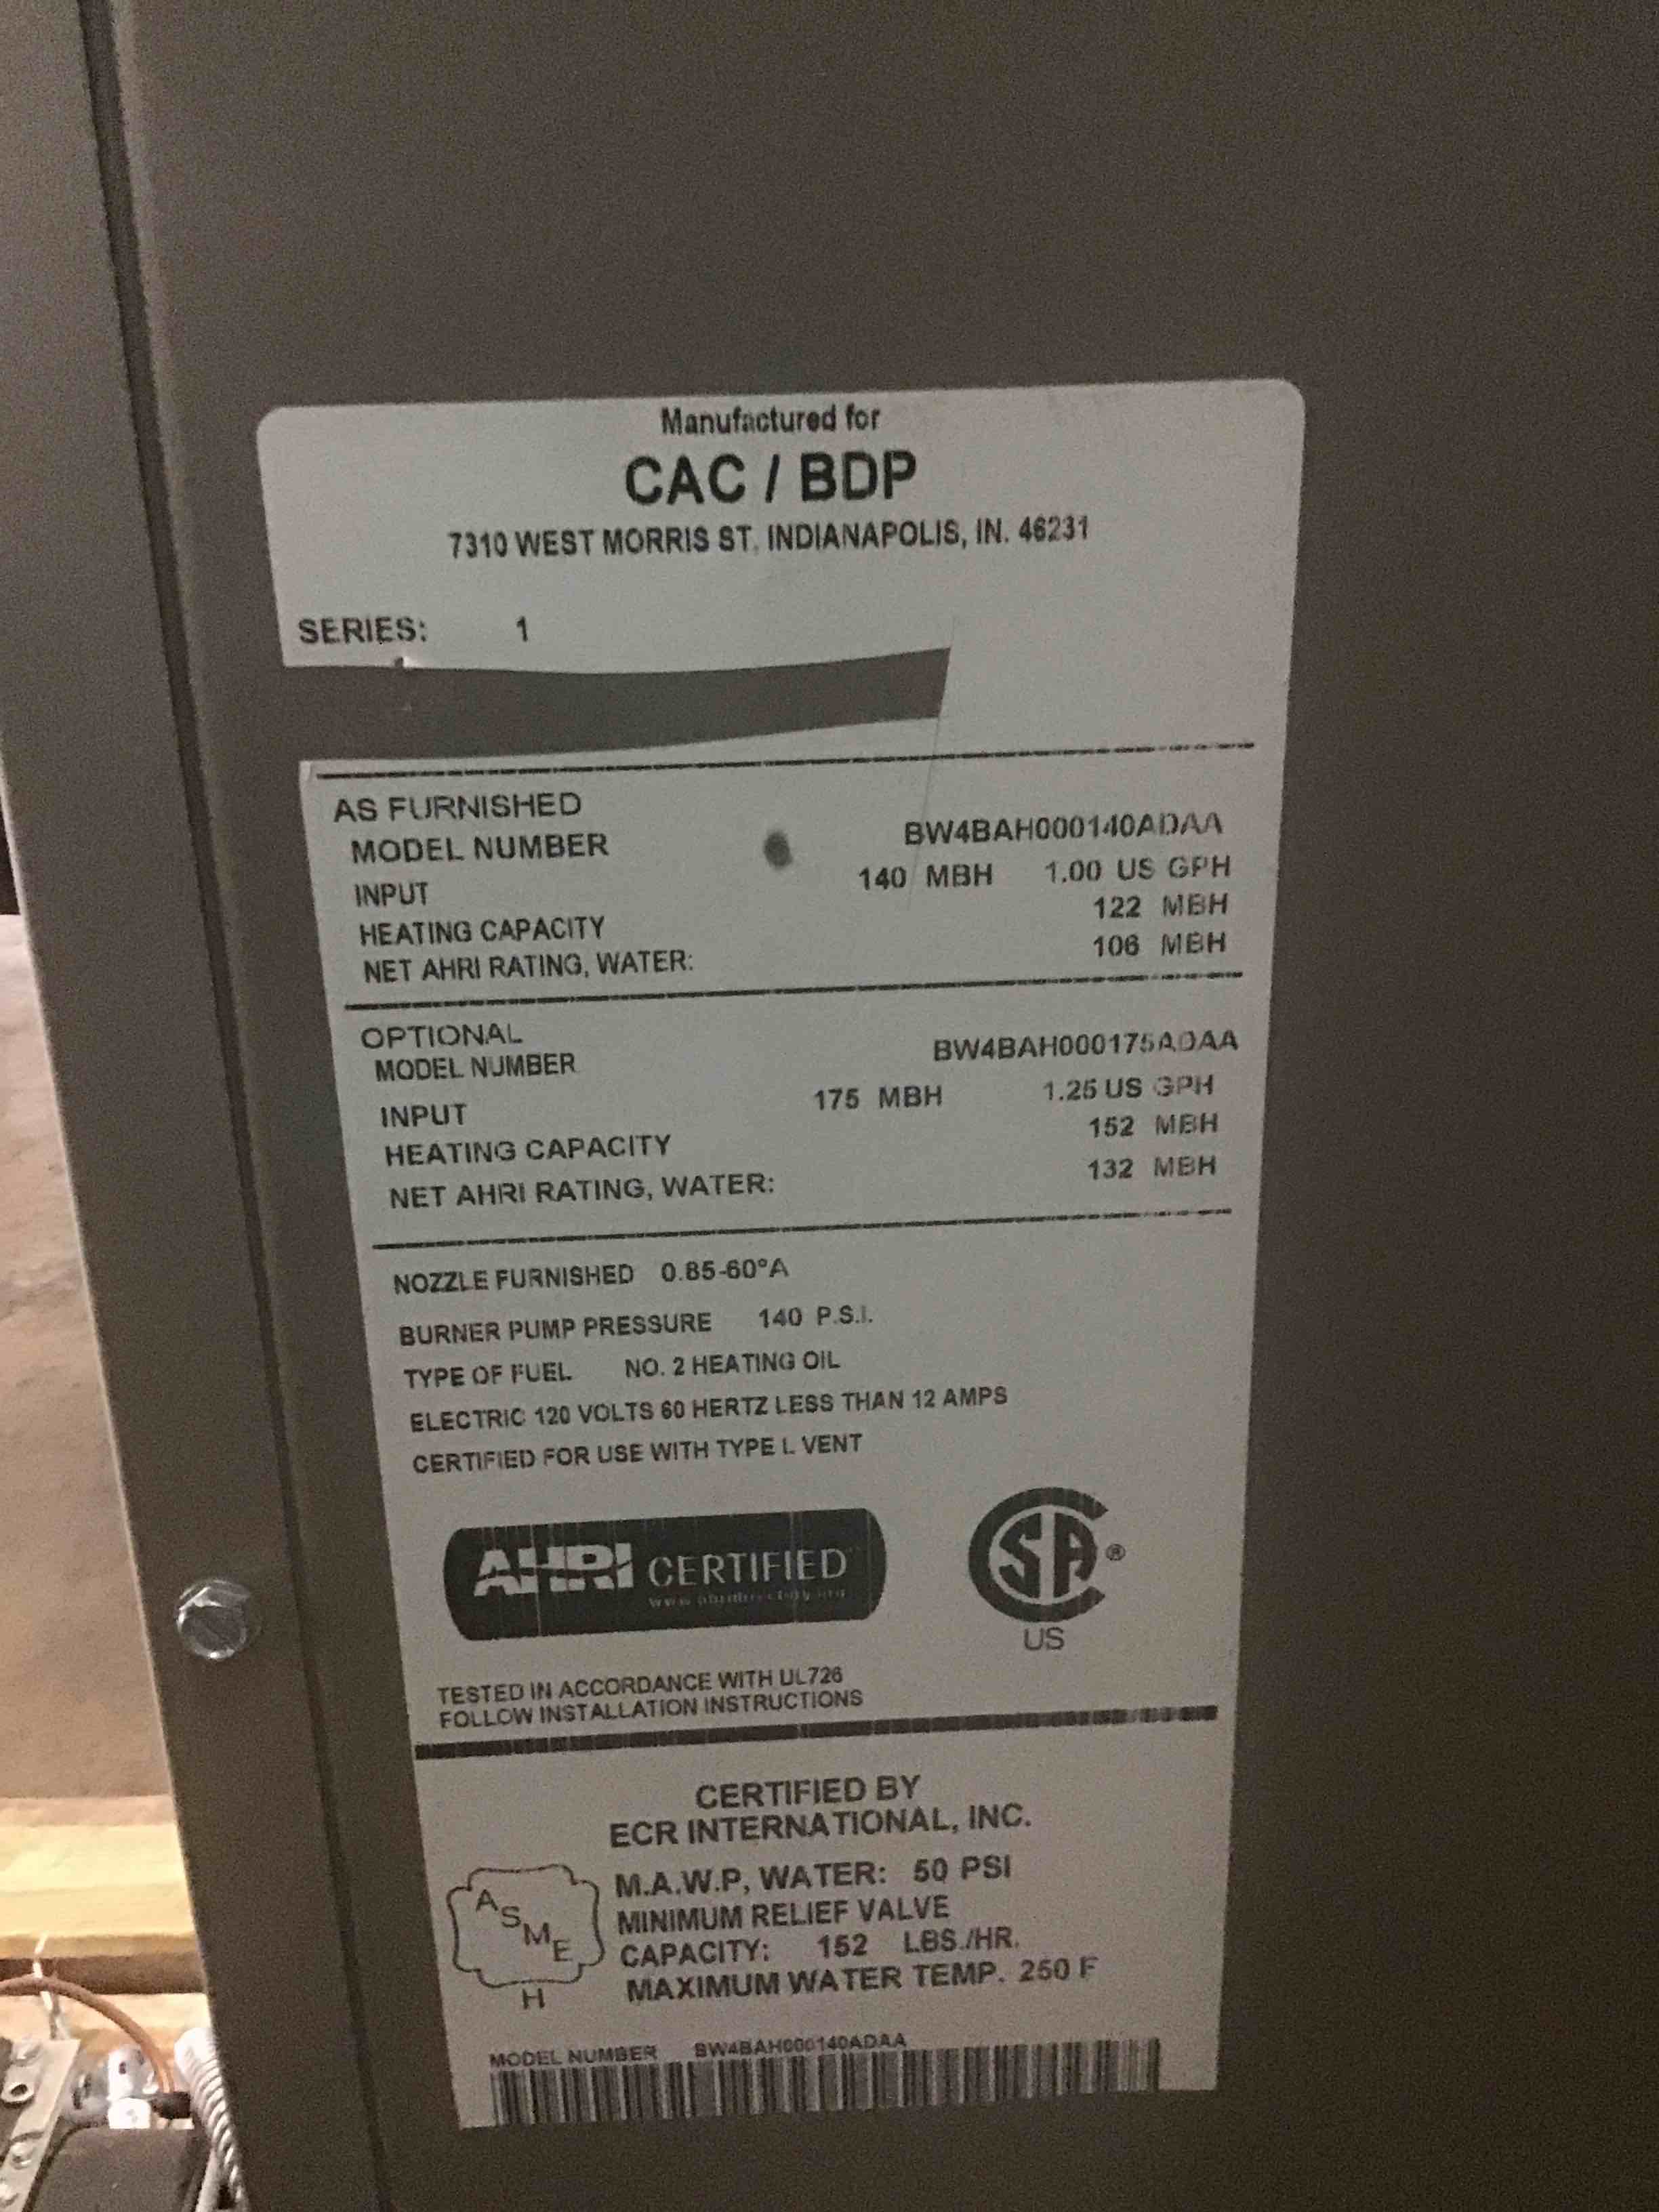 Manufactured for
CAC / BDP
7310 WEST MORRIS ST. INDIANAPOLIS, IN. 46231
SERIES: 1
AS FURNISHED
MODEL NUMBER BW4BAH000140ADAA
INPUT 140 MBH 1.00 US GPH
HEATING CAPACITY 122 MBH
NET AHRI RATING, WATER: 106 MBH
OPTIONAL
MODEL NUMBER BW4BAH000175ADAA
INPUT 175 MBH 1.25 US GPH
HEATING CAPACITY 152 MBH
NET AHRI RATING, WATER: 132 MBH
NOZZLE FURNISHED 0.85-60°A
BURNER PUMP PRESSURE 140 P.S.I.
TYPE OF FUEL NO. 2 HEATING OIL
ELECTRIC 120 VOLTS 60 HERTZ LESS THAN 12 AMPS
CERTIFIED FOR USE WITH TYPE L VENT
AHRI CERTIFIED
www.ahridirectory.org
SA ®
US
TESTED IN ACCORDANCE WITH UL726
FOLLOW INSTALLATION INSTRUCTIONS
CERTIFIED BY
ECR INTERNATIONAL, INC.
M.A.W.P, WATER: 50 PSI
MINIMUM RELIEF VALVE
CAPACITY: 152 LBS./HR.
MAXIMUM WATER TEMP. 250 F
ASME
H
MODEL NUMBER BW4BAH000140ADAA